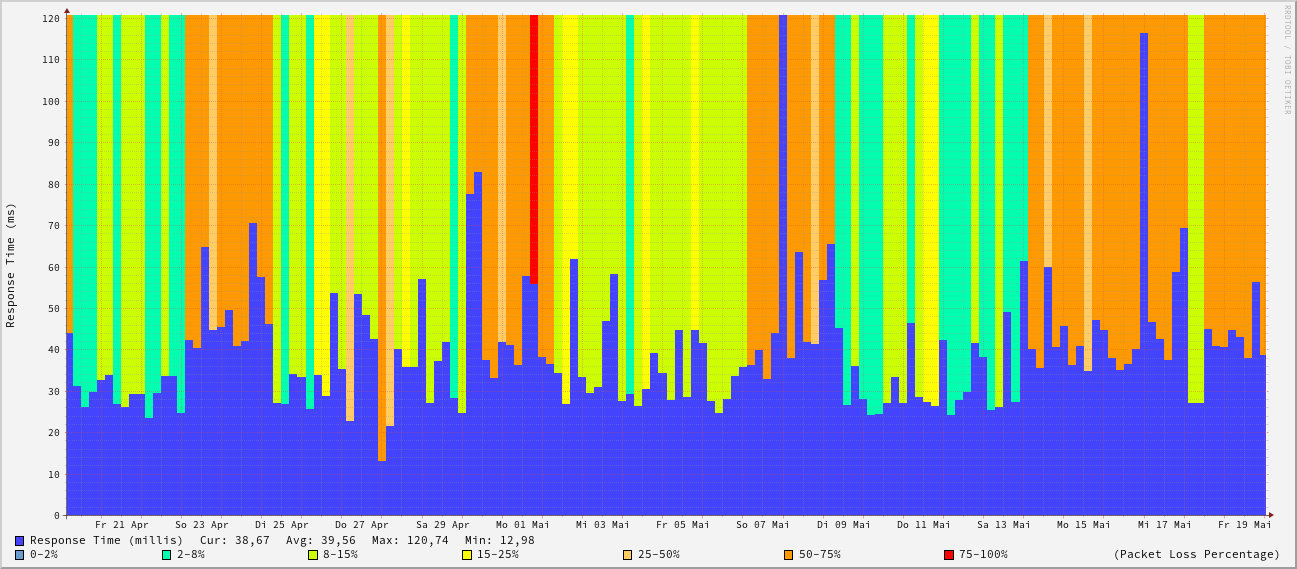 RRDTOOL / TOBI OETIKER
Response Time (ms)
120
110
100
90
80
70
60
50
40
30
20
10
0
Fr 21 Apr So 23 Apr Di 25 Apr Do 27 Apr Sa 29 Apr Mo 01 Mai Mi 03 Mai Fr 05 Mai So 07 Mai Di 09 Mai Do 11 Mai Sa 13 Mai Mo 15 Mai Mi 17 Mai Fr 19 Mai
Response Time (millis) Cur: 38,67 Avg: 39,56 Max: 120,74 Min: 12,98
0-2% 2-8% 8-15% 15-25% 25-50% 50-75% 75-100% (Packet Loss Percentage)